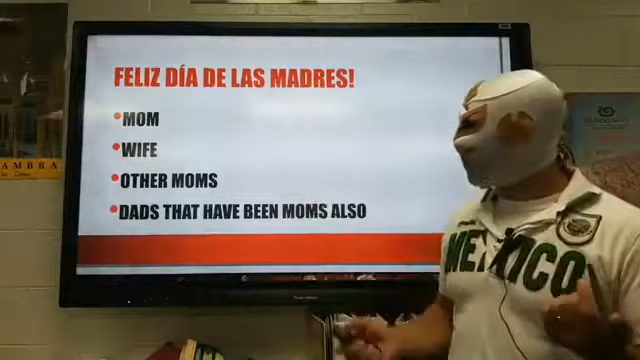 FELIZ DÍA DE LAS MADRES!
•MOM
•WIFE
•OTHER MOMS
•DADS THAT HAVE BEEN MOMS ALSO
AMBRA
MEXICO